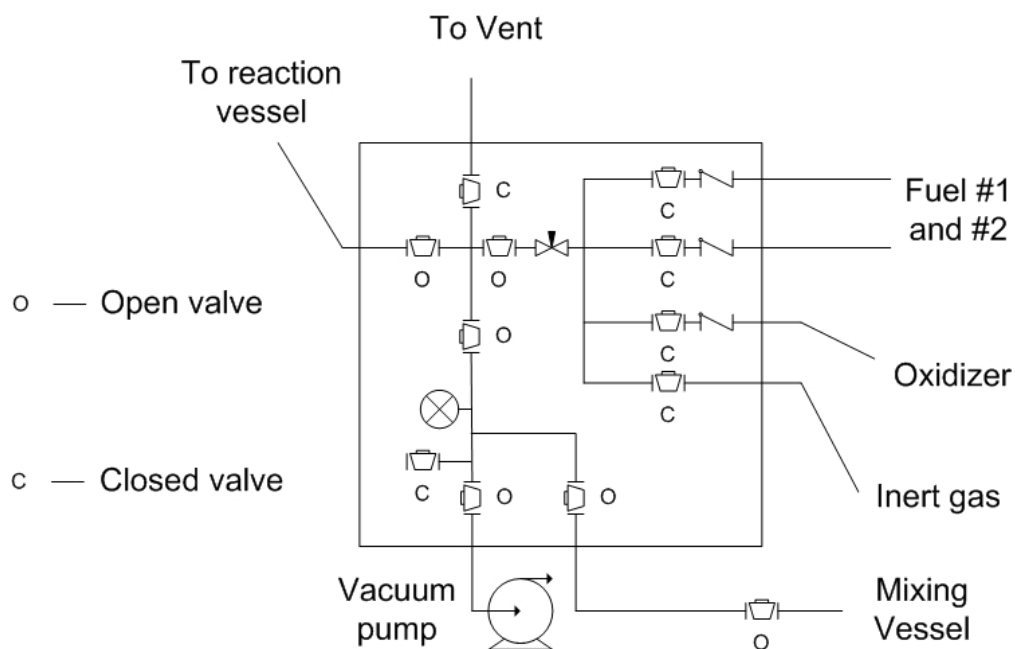 To Vent
To reaction
vessel
C
C
Fuel #1
and #2
O
O
C
O — Open valve
O
C
Oxidizer
C
C — Closed valve
C
O
O
Inert gas
Vacuum
pump
Mixing
Vessel
O